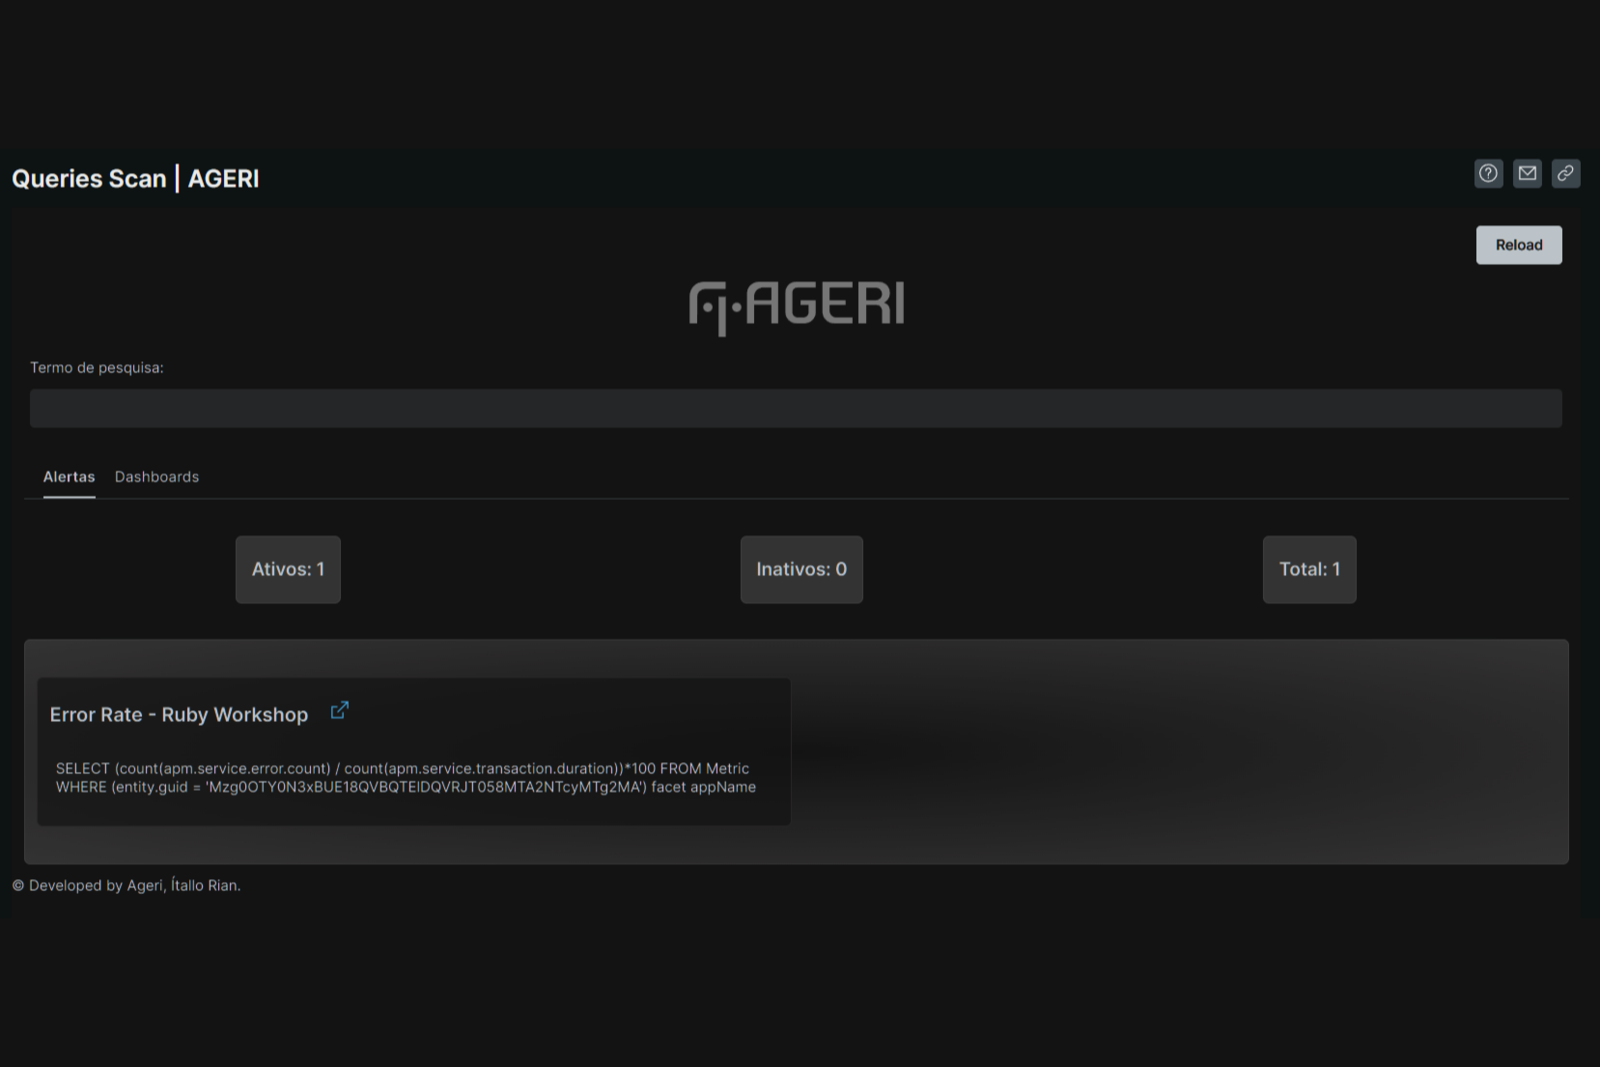 Queries Scan | AGERI
Reload
AGERI
Termo de pesquisa:
Alertas Dashboards
Ativos: 1
Inativos: 0
Total: 1
Error Rate - Ruby Workshop
SELECT (count(apm.service.error.count) / count(apm.service.transaction.duration))*100 FROM Metric
WHERE (entity.guid = 'Mzg0OTY0N3xBUE18QVBQTElDQVRJT058MTA2NTcyMTg2MA') facet appName
© Developed by Ageri, Ítallo Rian.